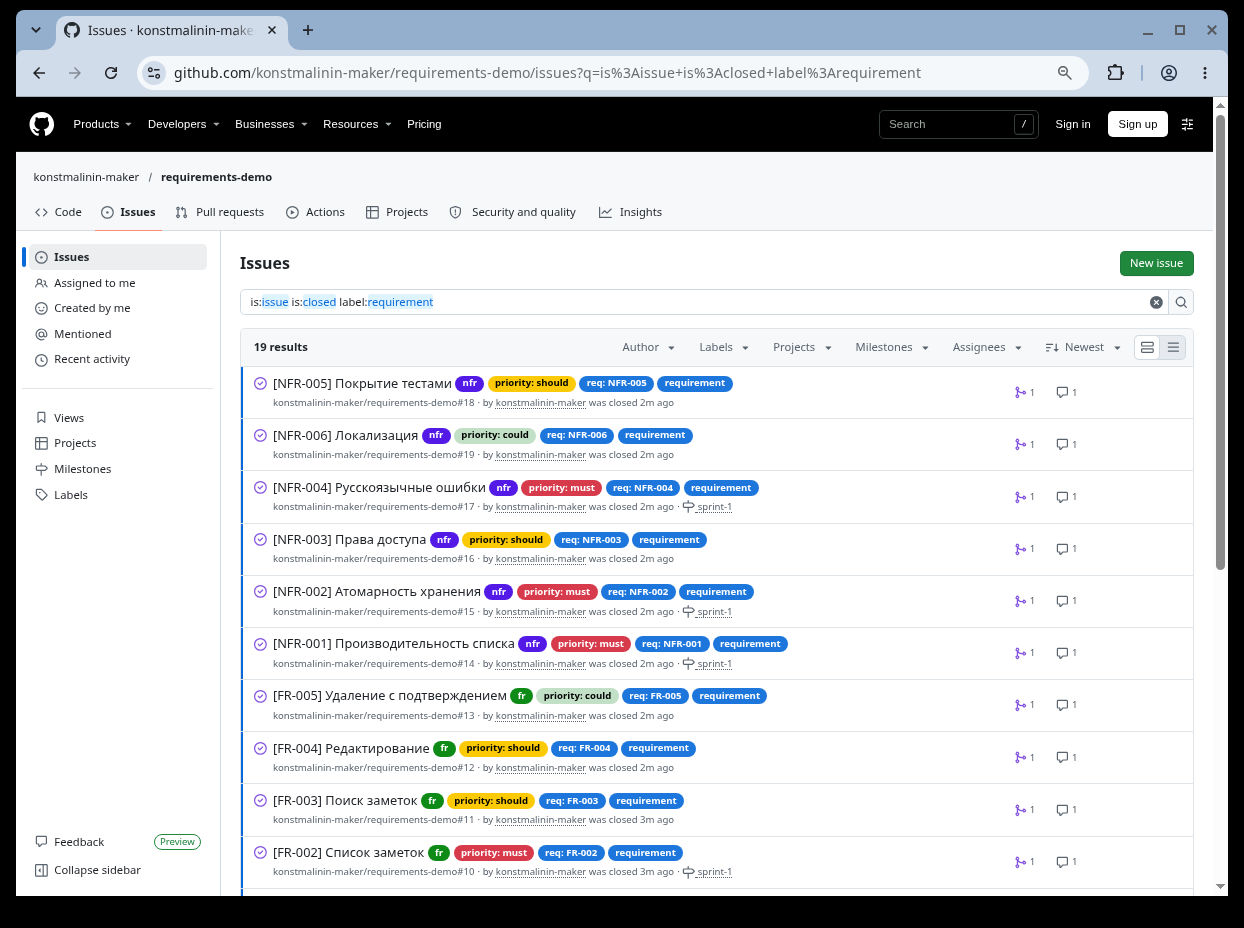 Issues · konstmalinin-make
github.com/konstmalinin-maker/requirements-demo/issues?q=is%3Aissue+is%3Aclosed+label%3Arequirement
Products Developers Businesses Resources Pricing Search / Sign in Sign up
konstmalinin-maker / requirements-demo
Code Issues Pull requests Actions Projects Security and quality Insights
Issues
Assigned to me
Created by me
Mentioned
Recent activity
Views
Projects
Milestones
Labels
Feedback Preview
Collapse sidebar
Issues New issue
is:issue is:closed label:requirement
19 results Author Labels Projects Milestones Assignees Newest
[NFR-005] Покрытие тестами nfr priority: should req: NFR-005 requirement 1 1
konstmalinin-maker/requirements-demo#18 · by konstmalinin-maker was closed 2m ago
[NFR-006] Локализация nfr priority: could req: NFR-006 requirement 1 1
konstmalinin-maker/requirements-demo#19 · by konstmalinin-maker was closed 2m ago
[NFR-004] Русскоязычные ошибки nfr priority: must req: NFR-004 requirement 1 1
konstmalinin-maker/requirements-demo#17 · by konstmalinin-maker was closed 2m ago · sprint-1
[NFR-003] Права доступа nfr priority: should req: NFR-003 requirement 1 1
konstmalinin-maker/requirements-demo#16 · by konstmalinin-maker was closed 2m ago
[NFR-002] Атомарность хранения nfr priority: must req: NFR-002 requirement 1 1
konstmalinin-maker/requirements-demo#15 · by konstmalinin-maker was closed 2m ago · sprint-1
[NFR-001] Производительность списка nfr priority: must req: NFR-001 requirement 1 1
konstmalinin-maker/requirements-demo#14 · by konstmalinin-maker was closed 2m ago · sprint-1
[FR-005] Удаление с подтверждением fr priority: could req: FR-005 requirement 1 1
konstmalinin-maker/requirements-demo#13 · by konstmalinin-maker was closed 2m ago
[FR-004] Редактирование fr priority: should req: FR-004 requirement 1 1
konstmalinin-maker/requirements-demo#12 · by konstmalinin-maker was closed 2m ago
[FR-003] Поиск заметок fr priority: should req: FR-003 requirement 1 1
konstmalinin-maker/requirements-demo#11 · by konstmalinin-maker was closed 3m ago
[FR-002] Список заметок fr priority: must req: FR-002 requirement 1 1
konstmalinin-maker/requirements-demo#10 · by konstmalinin-maker was closed 3m ago · sprint-1